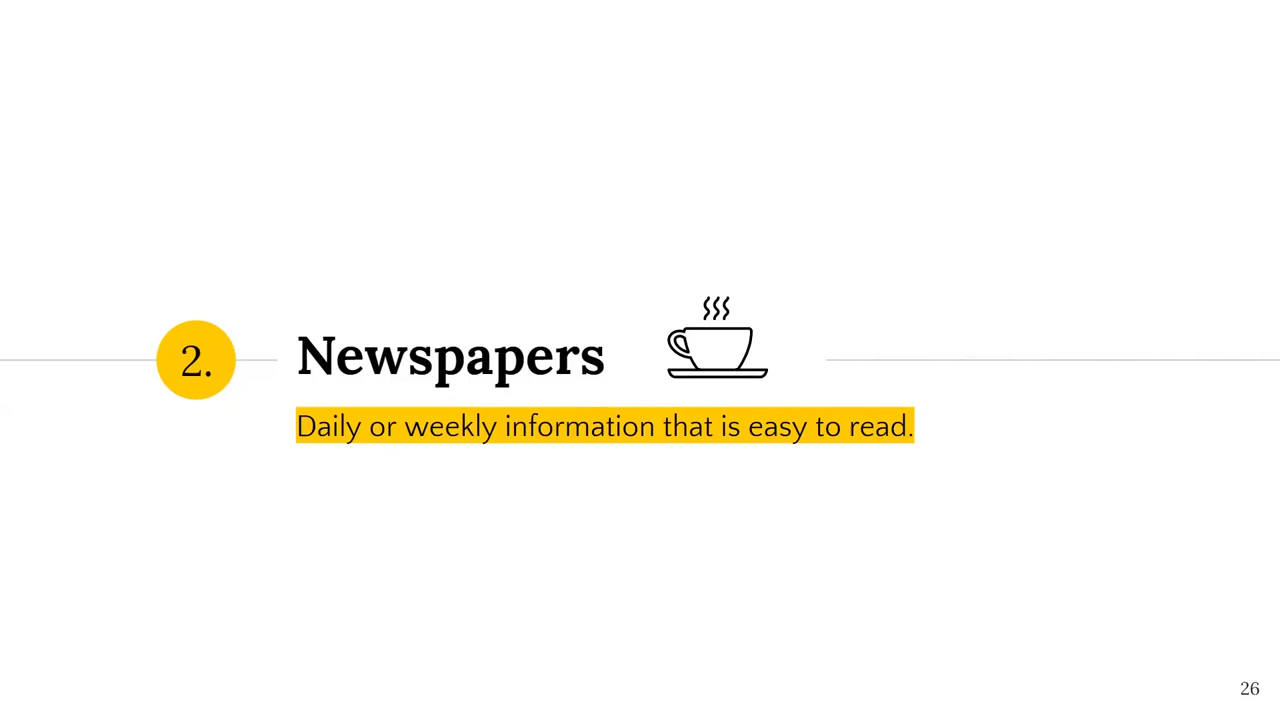 2.
Newspapers
Daily or weekly information that is easy to read.
26